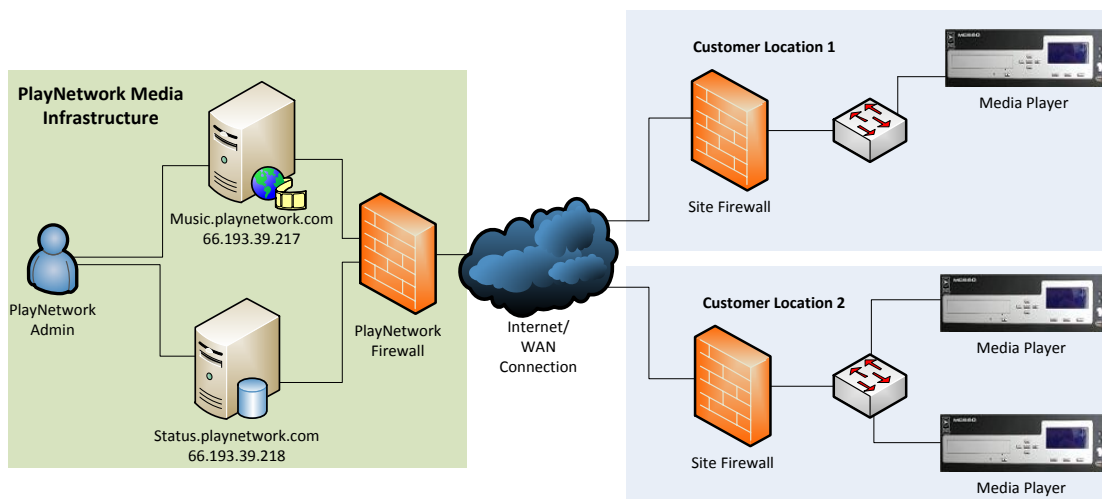 PlayNetwork Media
Infrastructure
Music.playnetwork.com
66.193.39.217
PlayNetwork
Admin
Status.playnetwork.com
66.193.39.218
PlayNetwork
Firewall
Internet/
WAN
Connection
Customer Location 1
Site Firewall
Media Player
Customer Location 2
Site Firewall
Media Player
Media Player